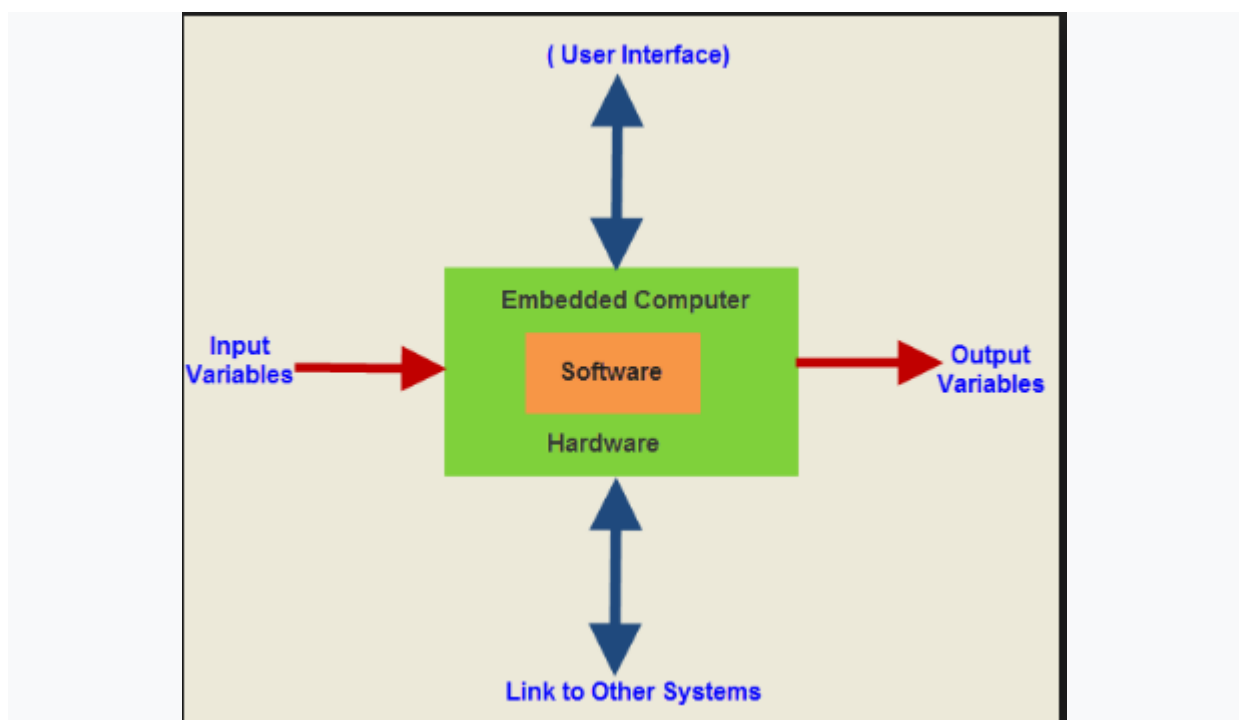 ( User Interface)
Embedded Computer
Input
Variables
Software
Output
Variables
Hardware
Link to Other Systems